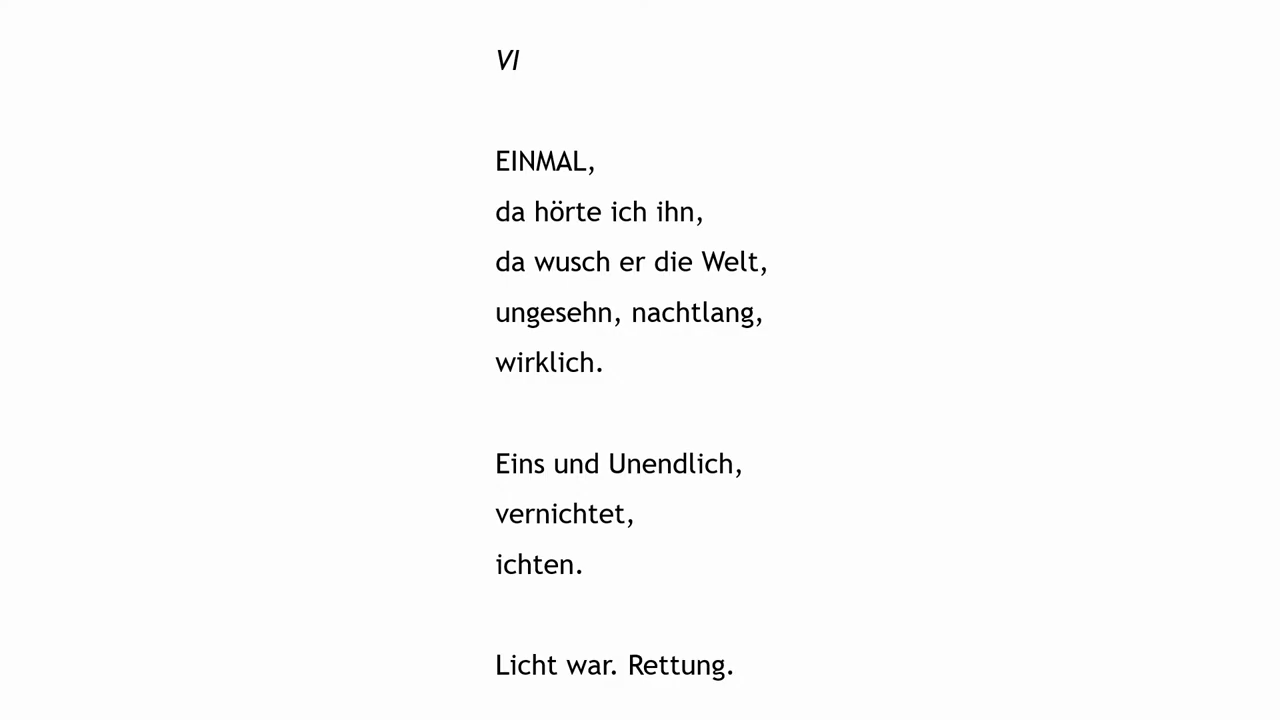 VI
EINMAL,
da hörte ich ihn,
da wusch er die Welt,
ungesehn, nachtlang,
wirklich.
Eins und Unendlich,
vernichtet,
ichten.
Licht war. Rettung.